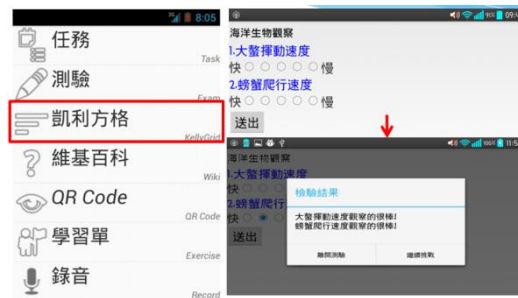 8:05
任務
Task
測驗
Exam
凱利方格
KellyGrid
維基百科
Wiki
QR Code
QR Code
學習單
Exercise
錄音
Record
海洋生物觀察
1.大螯揮動速度
快 慢
2.螃蟹爬行速度
快 慢
送出
海洋生物觀察
1.大螯揮動速度
快
2.螃蟹爬行
快
送出
檢驗結果
大螯揮動速度觀察的很棒!
螃蟹爬行速度觀察的很棒!
離開測驗
繼續挑戰